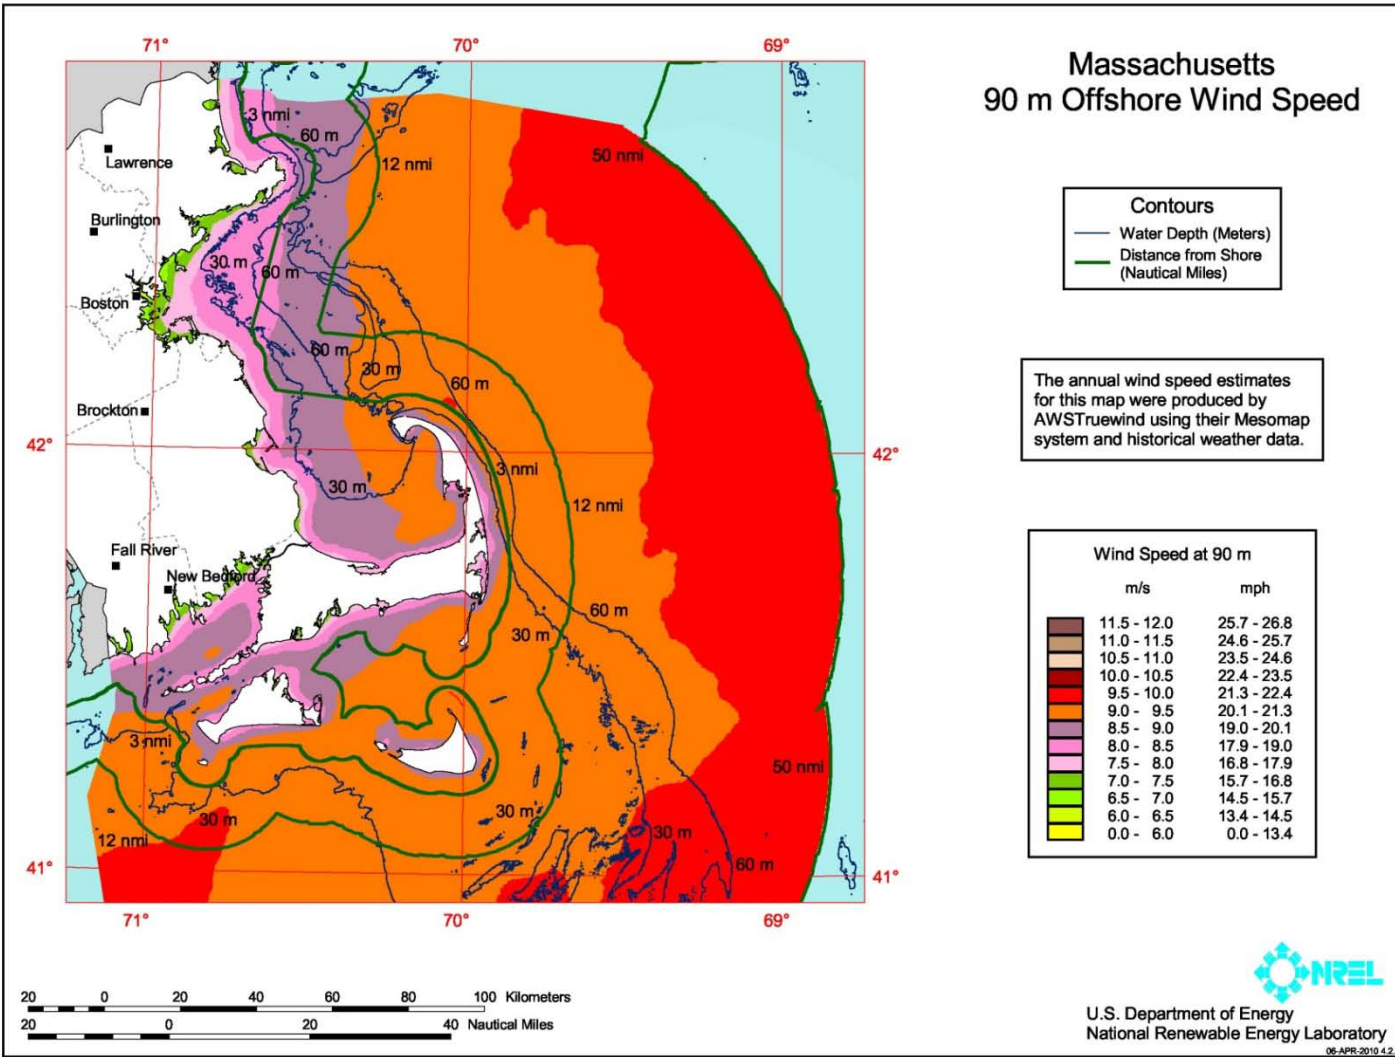 Massachusetts
90 m Offshore Wind Speed
71°
70°
69°
3 nmi
60 m
12 nmi
50 nmi
Lawrence
Burlington
30 m
60 m
Boston
60 m
30 m
60 m
Brockton
42°
42°
3 nmi
30 m
12 nmi
Fall River
New Bedford
60 m
30 m
3 nmi
50 nmi
30 m
30 m
12 nmi
30 m
60 m
41°
41°
71°
70°
69°
Contours
Water Depth (Meters)
Distance from Shore
(Nautical Miles)
The annual wind speed estimates
for this map were produced by
AWSTruewind using their Mesomap
system and historical weather data.
Wind Speed at 90 m
m/s mph
11.5 - 12.0 25.7 - 26.8
11.0 - 11.5 24.6 - 25.7
10.5 - 11.0 23.5 - 24.6
10.0 - 10.5 22.4 - 23.5
9.5 - 10.0 21.3 - 22.4
9.0 - 9.5 20.1 - 21.3
8.5 - 9.0 19.0 - 20.1
8.0 - 8.5 17.9 - 19.0
7.5 - 8.0 16.8 - 17.9
7.0 - 7.5 15.7 - 16.8
6.5 - 7.0 14.5 - 15.7
6.0 - 6.5 13.4 - 14.5
0.0 - 6.0 0.0 - 13.4
20 0 20 40 60 80 100 Kilometers
20 0 20 40 Nautical Miles
NREL
U.S. Department of Energy
National Renewable Energy Laboratory
06-APR-2010 4.2